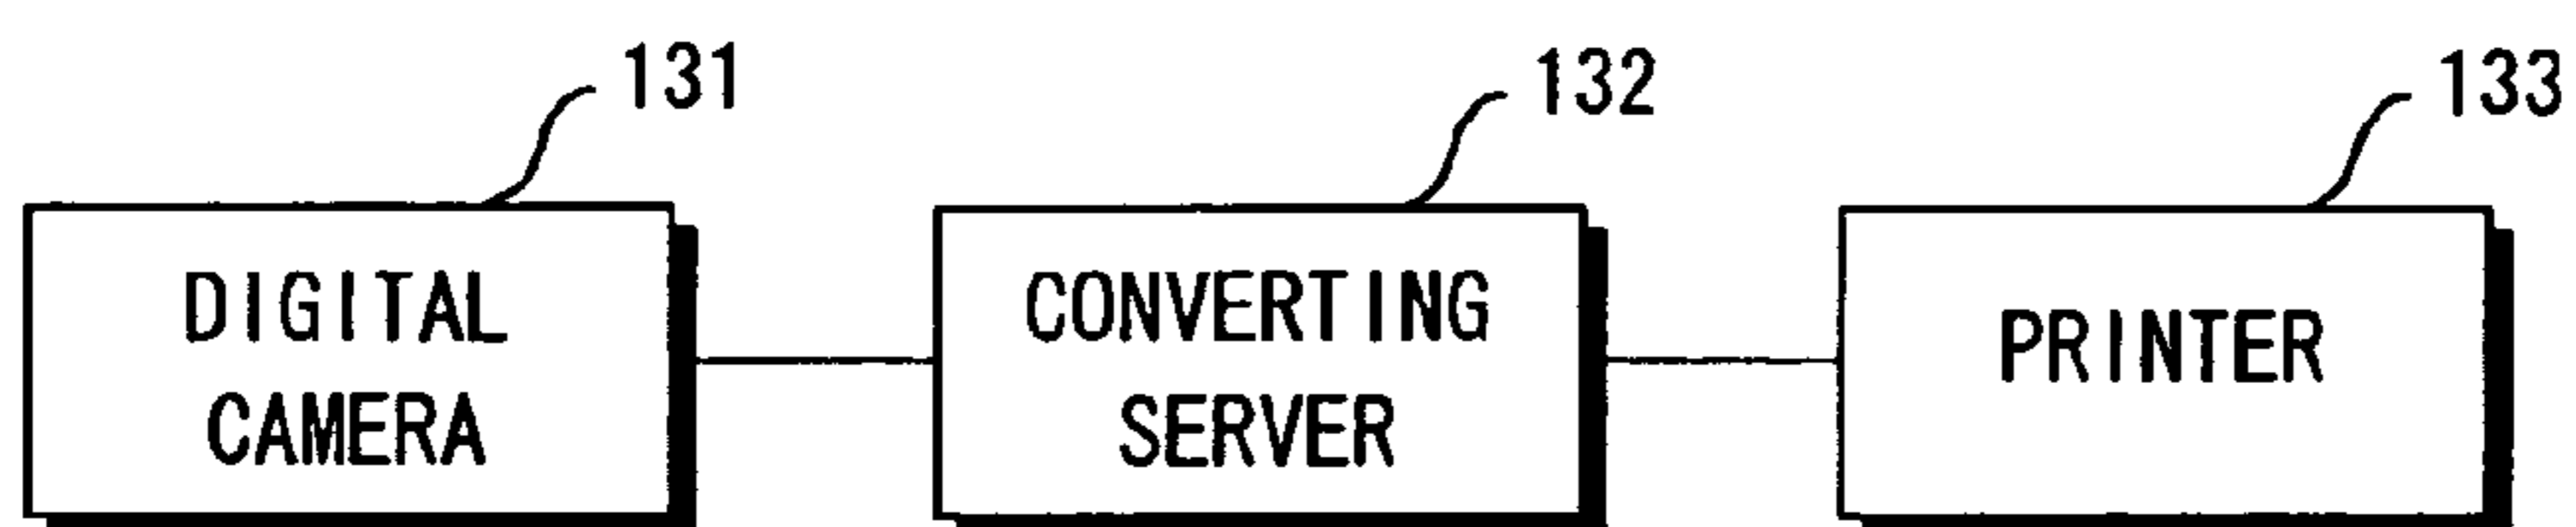 131
132
133
DIGITAL
CAMERA
CONVERTING
SERVER
PRINTER